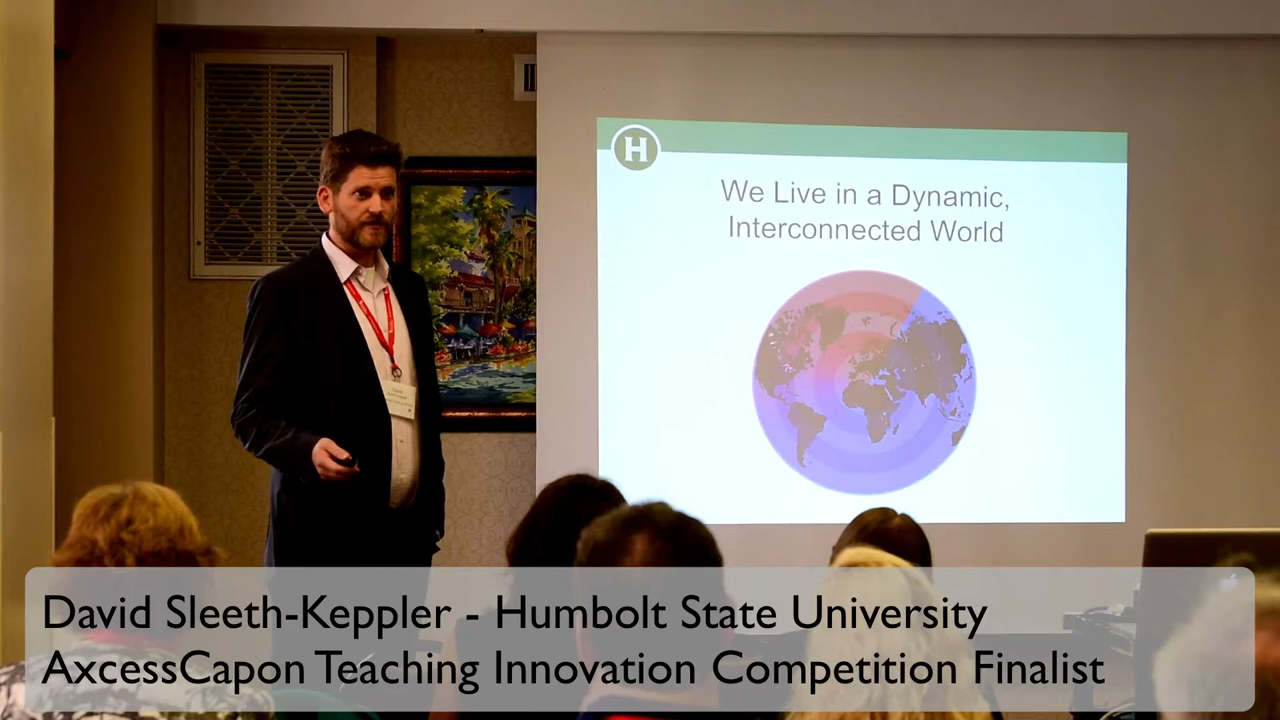 H
We Live in a Dynamic,
Interconnected World
David Sleeth-Keppler - Humbolt State University
AxcessCapon Teaching Innovation Competition Finalist